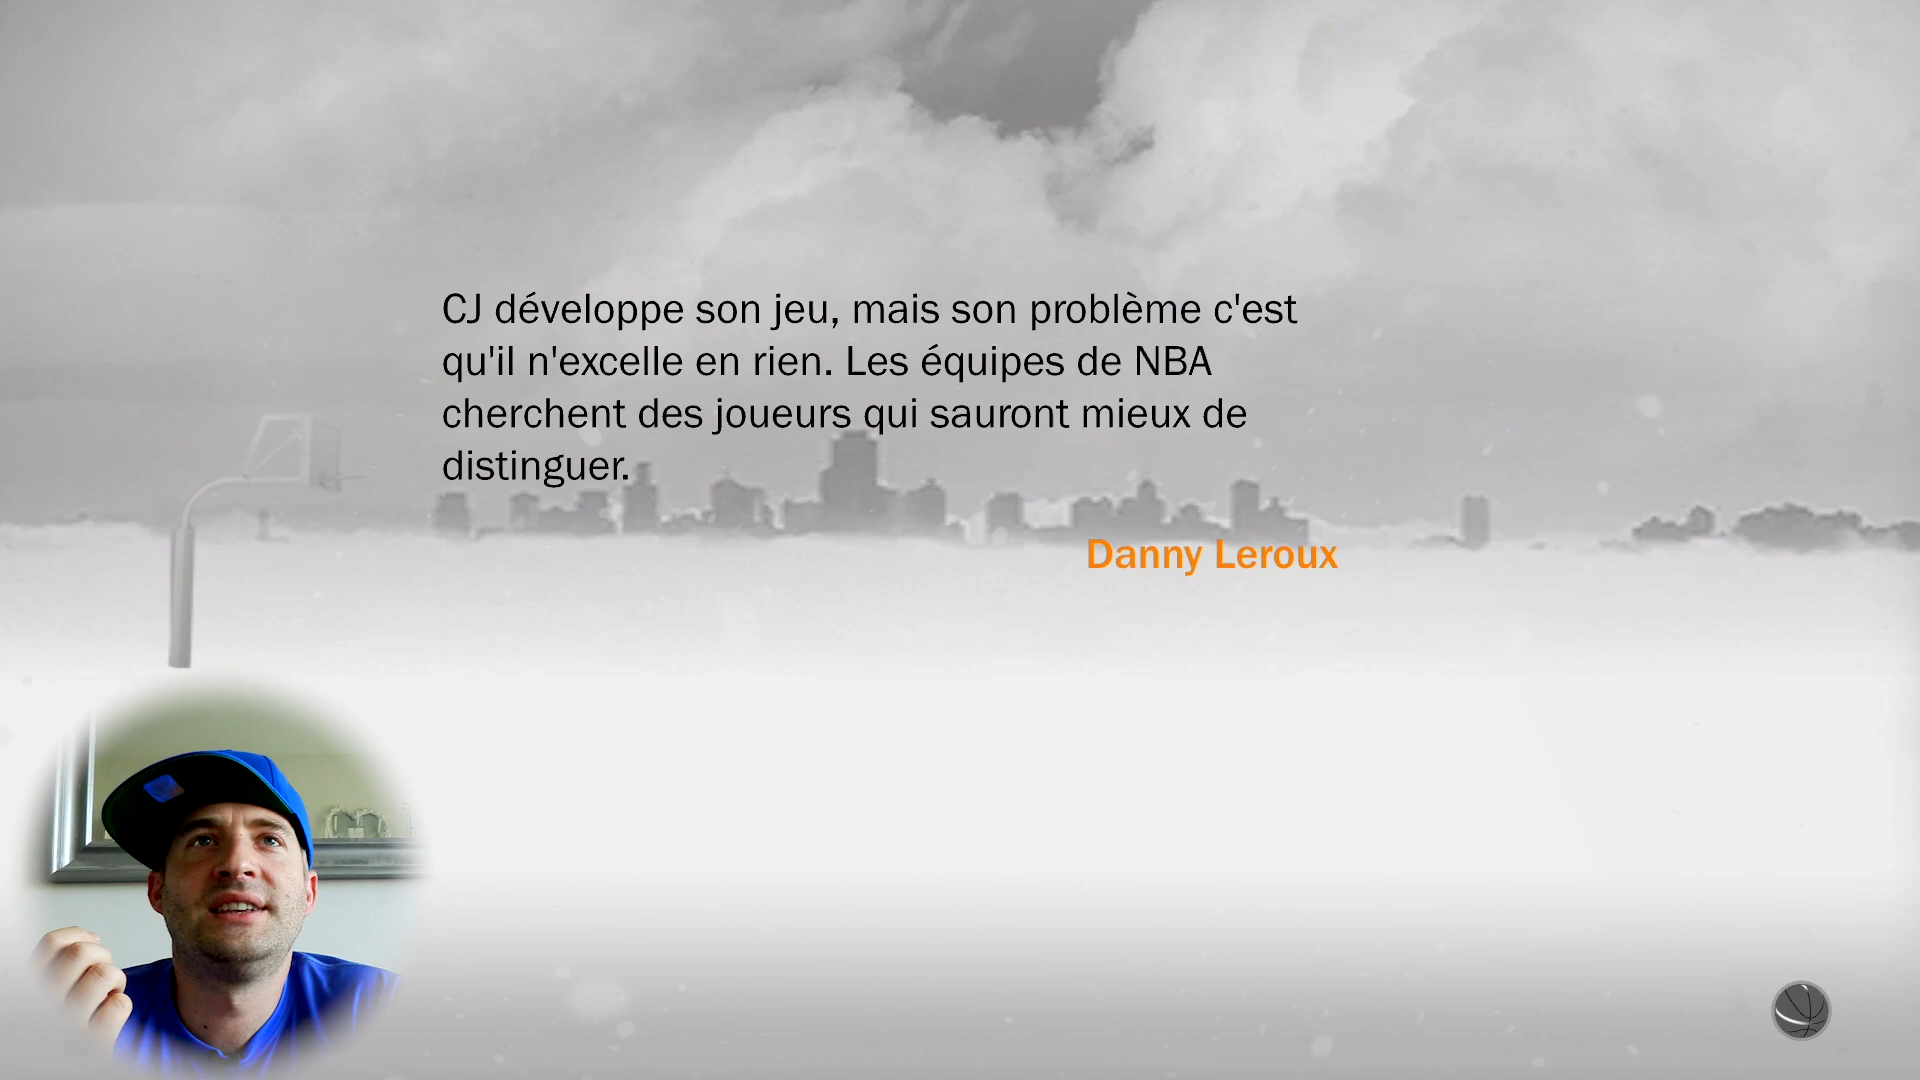 CJ développe son jeu, mais son problème c'est
qu'il n'excelle en rien. Les équipes de NBA
cherchent des joueurs qui sauront mieux de
distinguer.
Danny Leroux